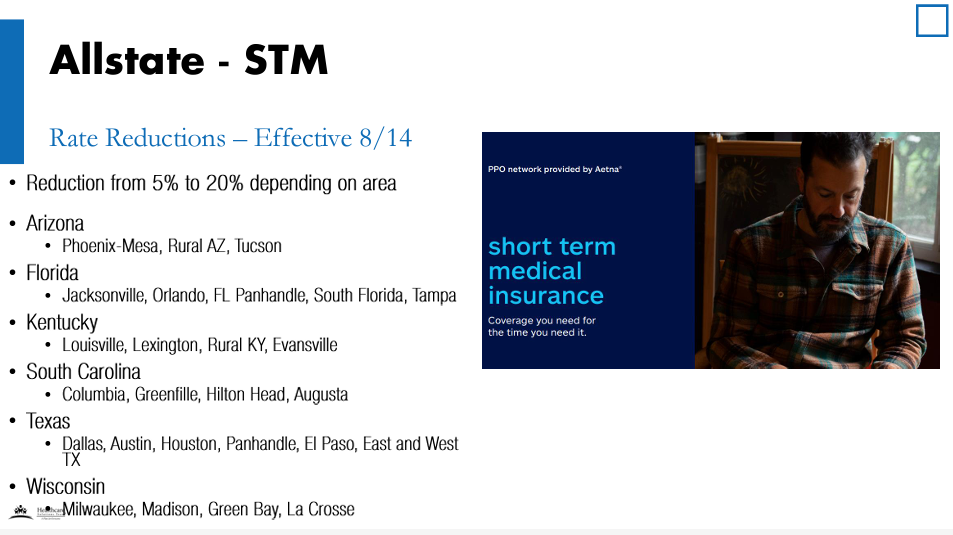 Allstate - STM
Rate Reductions – Effective 8/14
• Reduction from 5% to 20% depending on area
• Arizona
• Phoenix-Mesa, Rural AZ, Tucson
• Florida
• Jacksonville, Orlando, FL Panhandle, South Florida, Tampa
• Kentucky
• Louisville, Lexington, Rural KY, Evansville
• South Carolina
• Columbia, Greenfille, Hilton Head, Augusta
• Texas
• Dallas, Austin, Houston, Panhandle, El Paso, East and West
TX
• Wisconsin
• Milwaukee, Madison, Green Bay, La Crosse
PPO network provided by Aetna®
short term
medical
insurance
Coverage you need for
the time you need it.